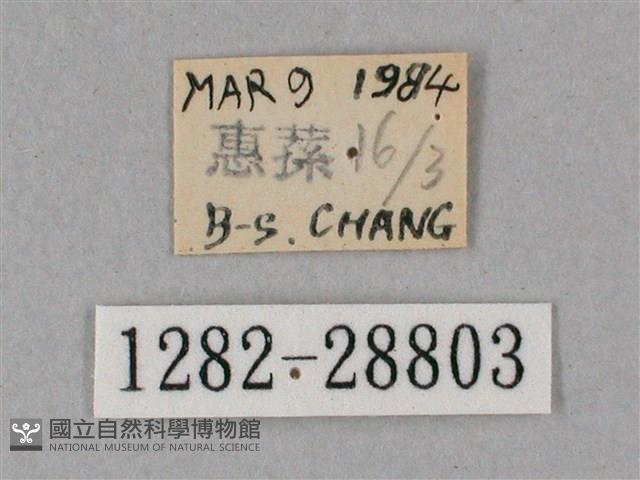 MAR 9 1984
惠蓀 16/3
B-S. CHANG
1282-28803
國立自然科學博物館
NATIONAL MUSEUM OF NATURAL SCIENCE